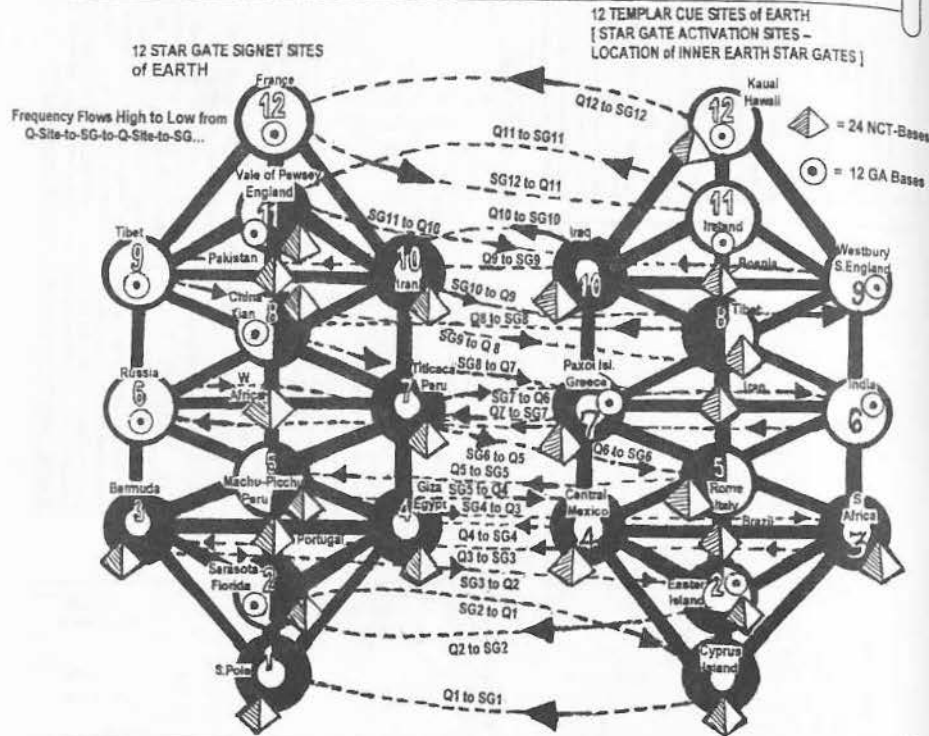 12 STAR GATE SIGNET SITES
of EARTH
12 TEMPLAR CUE SITES of EARTH
[ STAR GATE ACTIVATION SITES –
LOCATION of INNER EARTH STAR GATES ]
Frequency Flows High to Low from
Q-Site-to-SG-to-Q-Site-to-SG...
= 24 NCT-Bases
= 12 GA Bases
France
12
Vale of Pewsey
England
11
Tibet
9
Pakistan
10
Iran
China
8
Russia
6
W
Africa
Titicaca
Peru
7
5
Machu-Picchu
Peru
Bermuda
3
Giza
Egypt
4
Portugal
Sarasota
Florida
2
S.Pole
1
Q12 to SG12
Q11 to SG11
SG12 to Q11
SG11 to Q10
Q10 to SG10
Q9 to SG9
SG10 to Q9
Q8 to SG8
SG9 to Q8
SG8 to Q7
SG7 to Q6
Q7 to SG7
SG6 to Q5
Q6 to SG6
Q5 to SG5
SG5 to Q4
SG4 to Q3
Q4 to SG4
Q3 to SG3
SG3 to Q2
SG2 to Q1
Q2 to SG2
Q1 to SG1
Kauai
Hawaii
12
11
Ireland
Iraq
10
Bosnia
Westbury
S.England
9
Tibet
8
Paxoi Isl.
Greece
7
Iran
India
6
5
Rome
Italy
Central
Mexico
4
Brazil
S
Africa
3
Easter
Island
2
Cyprus
Island